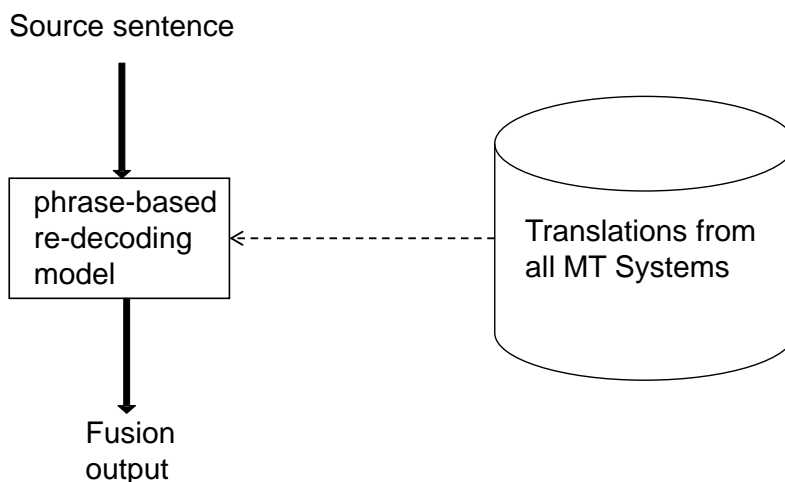 Source sentence
phrase-based
re-decoding
model
Translations from
all MT Systems
Fusion
output